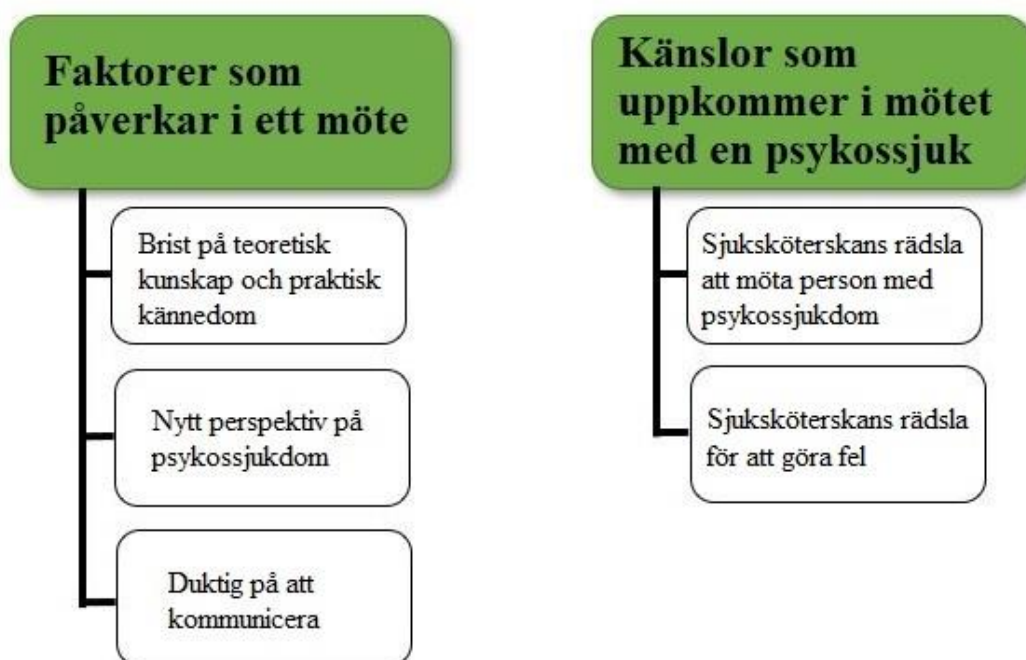 Faktorer som
påverkar i ett möte
Brist på teoretisk
kunskap och praktisk
kännedom
Nytt perspektiv på
psykossjukdom
Duktig på att
kommunicera
Känslor som
uppkommer i mötet
med en psykossjuk
Sjuksköterskans rädsla
att möta person med
psykossjukdom
Sjuksköterskans rädsla
för att göra fel